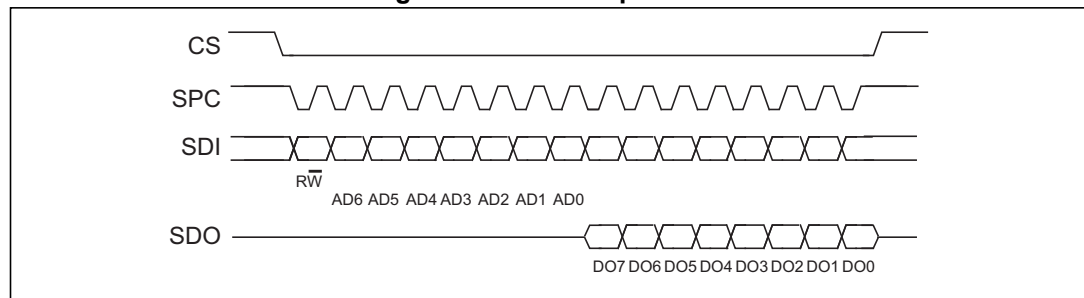 CS
SPC
SDI
RW
AD6 AD5 AD4 AD3 AD2 AD1 AD0
SDO
DO7 DO6 DO5 DO4 DO3 DO2 DO1 DO0